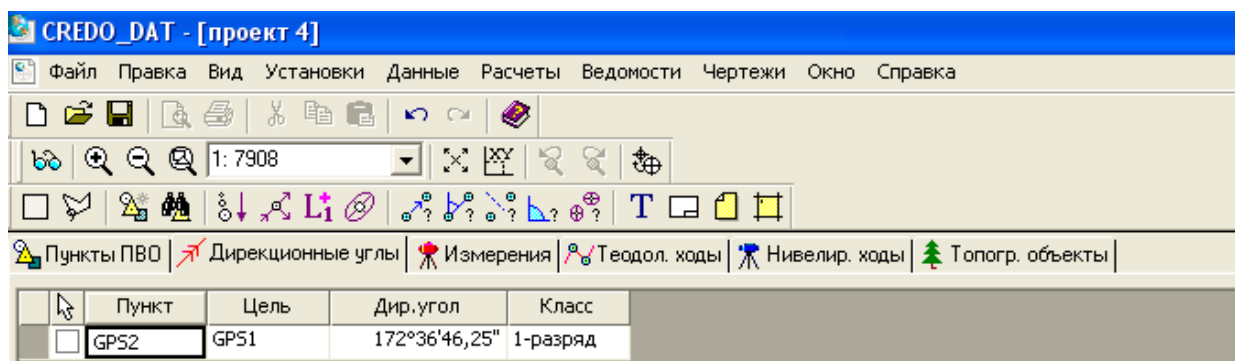 CREDO_DAT - [проект 4]
Файл Правка Вид Установки Данные Расчеты Ведомости Чертежи Окно Справка
1: 7908
Пункты ПВО Дирекционные углы Измерения Теодол. ходы Нивелир. ходы Топогр. объекты
Пункт Цель Дир.угол Класс
GPS2 GPS1 172°36'46,25" 1-разряд